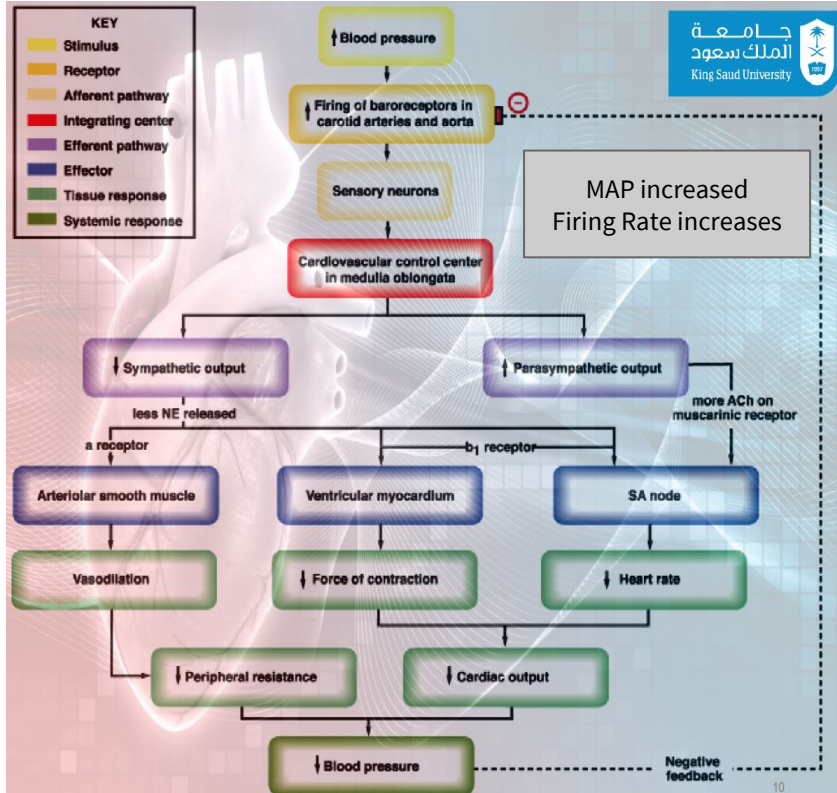 KEY
Stimulus
Receptor
Afferent pathway
Integrating center
Efferent pathway
Effector
Tissue response
Systemic response
جامعة
الملك سعود
1957
King Saud University
↑ Blood pressure
↑ Firing of baroreceptors in
carotid arteries and aorta
−
Sensory neurons
MAP increased
Firing Rate increases
Cardiovascular control center
in medulla oblongata
↓ Sympathetic output
↑ Parasympathetic output
less NE released
more ACh on
muscarinic receptor
a receptor
b₁ receptor
Arteriolar smooth muscle
Ventricular myocardium
SA node
Vasodilation
↓ Force of contraction
↓ Heart rate
↓ Peripheral resistance
↓ Cardiac output
↓ Blood pressure
Negative
feedback
10